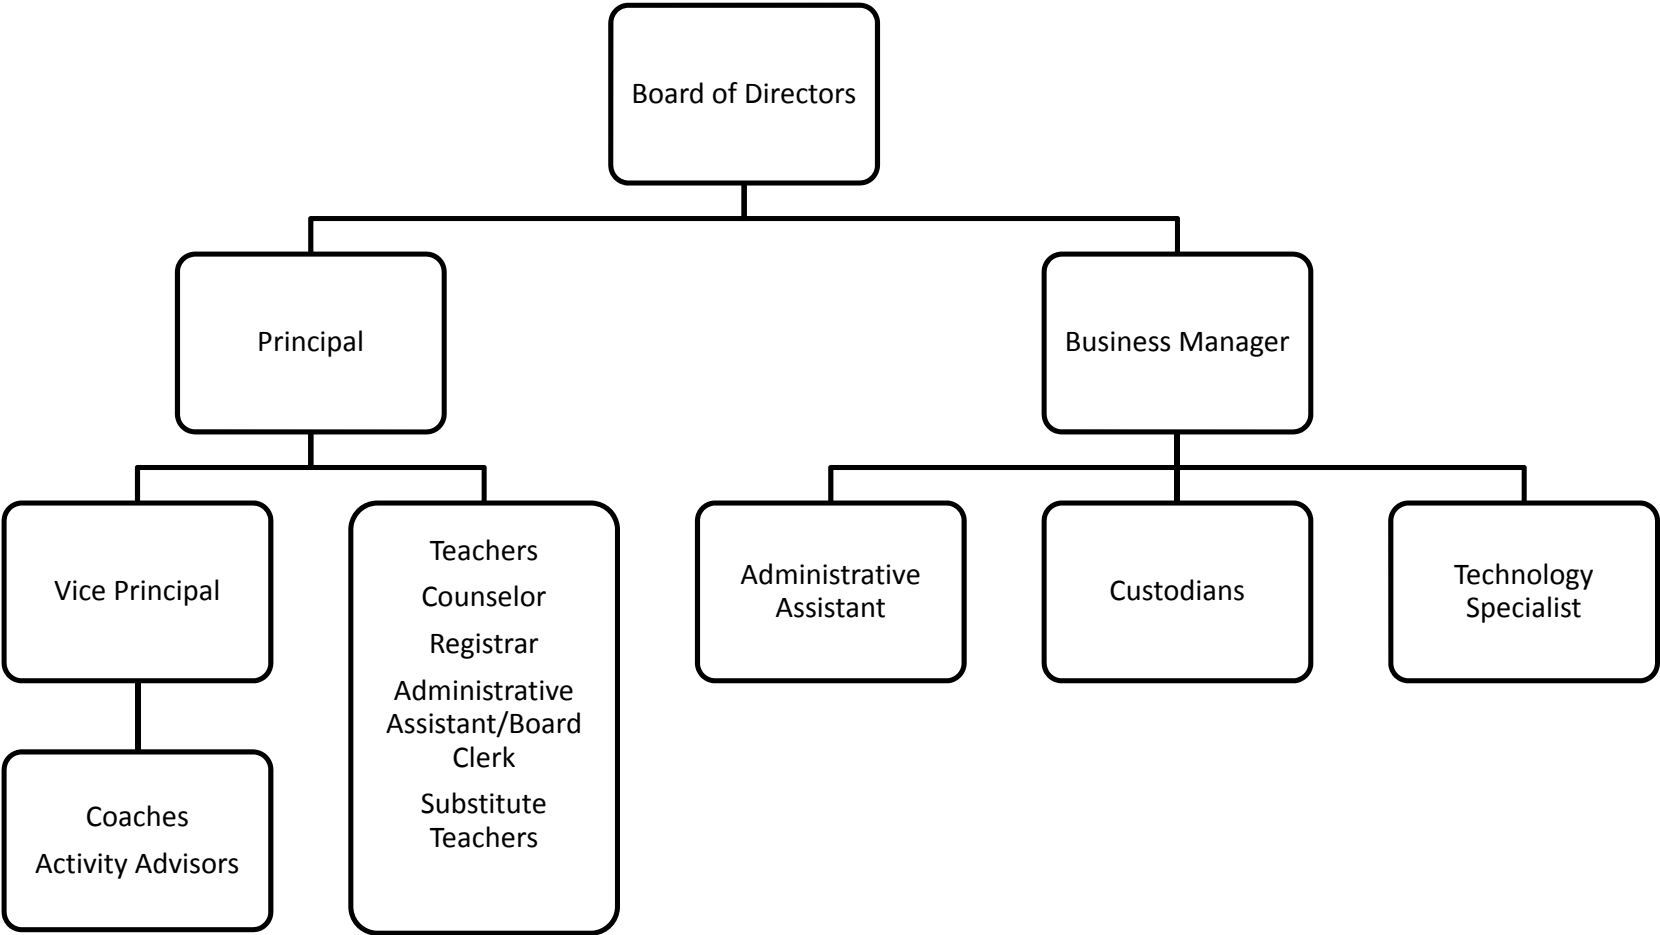 Board of Directors
Principal
Business Manager
Vice Principal
Teachers
Counselor
Registrar
Administrative
Assistant/Board
Clerk
Substitute
Teachers
Administrative
Assistant
Custodians
Technology
Specialist
Coaches
Activity Advisors